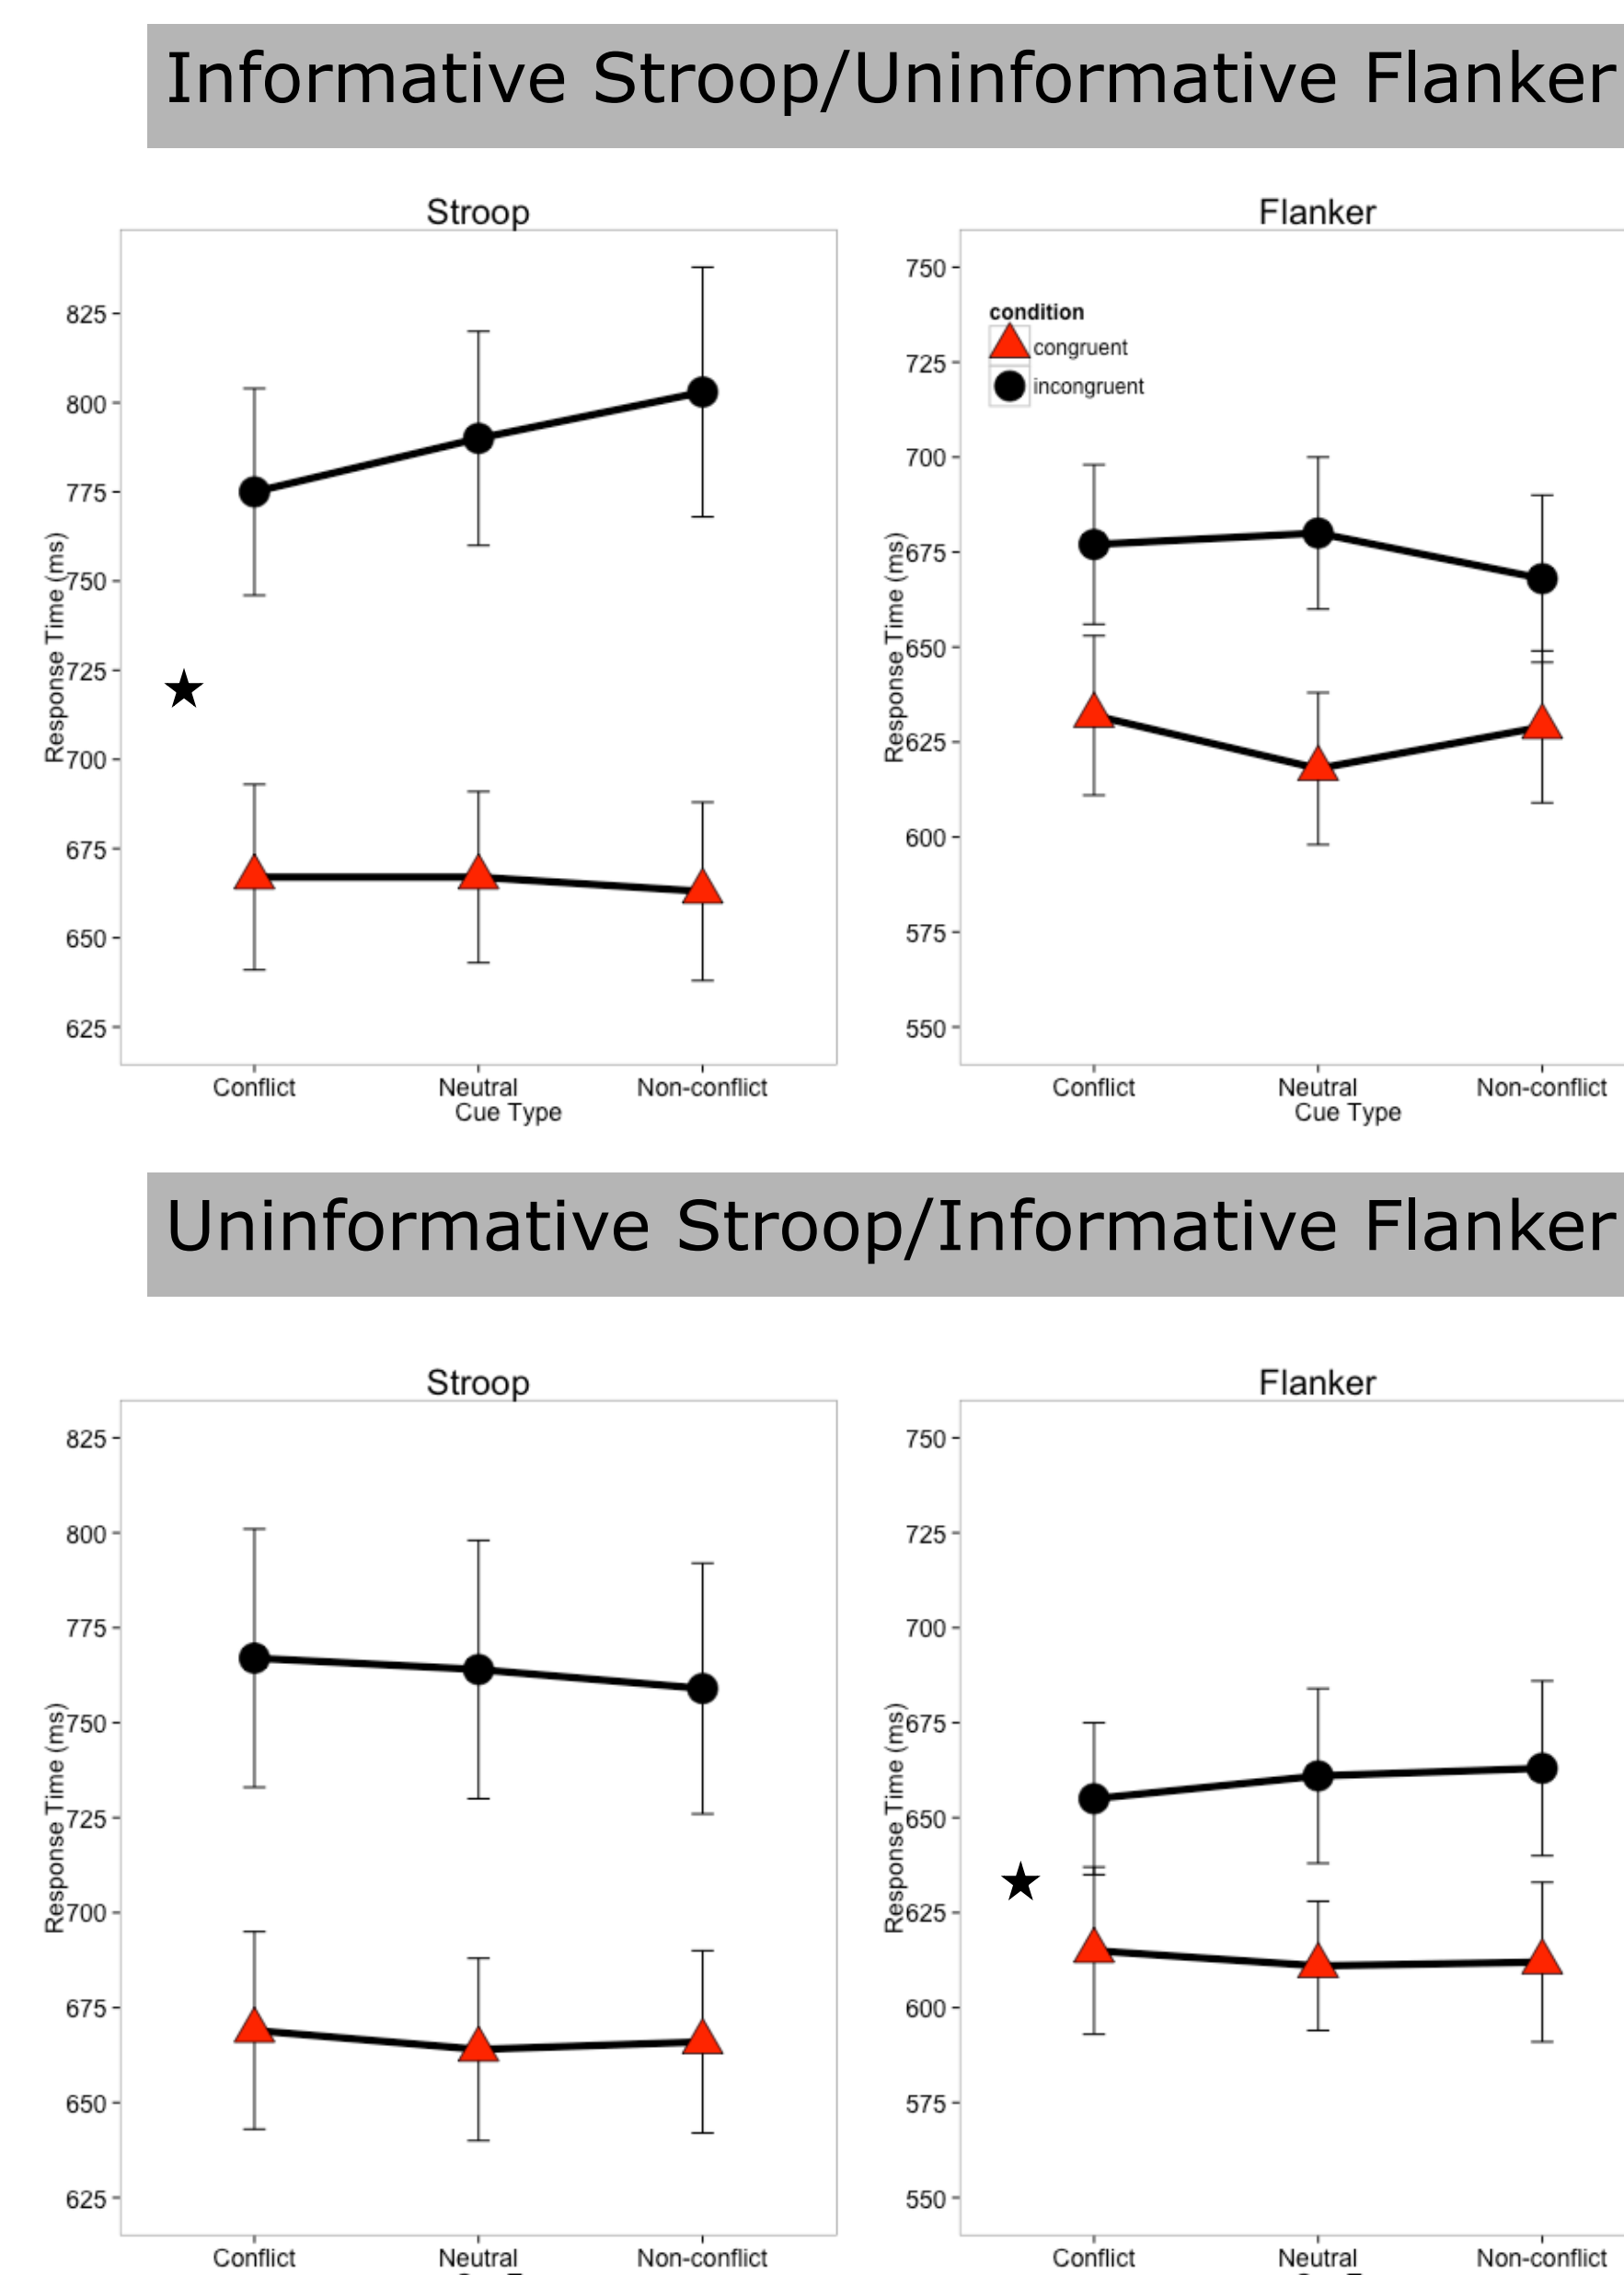 Informative Stroop/Uninformative Flanker
Stroop
825
800
775
750
725
700
675
650
625
Response Time (ms)
Conflict Neutral Non-conflict
Cue Type
Flanker
condition
congruent
incongruent
750
725
700
675
650
625
600
575
550
Response Time (ms)
Conflict Neutral Non-conflict
Cue Type
Uninformative Stroop/Informative Flanker
Stroop
825
800
775
750
725
700
675
650
625
Response Time (ms)
Conflict Neutral Non-conflict
Flanker
750
725
700
675
650
625
600
575
550
Response Time (ms)
Conflict Neutral Non-conflict